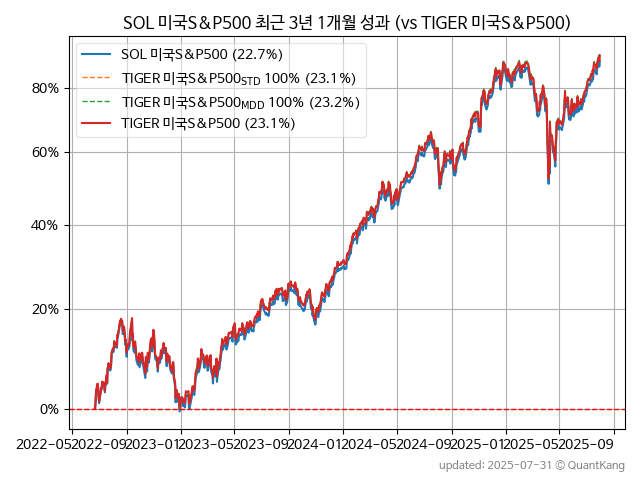 SOL 미국S&P500 최근 3년 1개월 성과 (vs TIGER 미국S&P500)
SOL 미국S&P500 (22.7%)
TIGER 미국S&P500STD 100% (23.1%)
TIGER 미국S&P500MDD 100% (23.2%)
TIGER 미국S&P500 (23.1%)
80%
60%
40%
20%
0%
2022-05 2022-09 2023-01 2023-05 2023-09 2024-01 2024-05 2024-09 2025-01 2025-05 2025-09
updated: 2025-07-31 © QuantKang